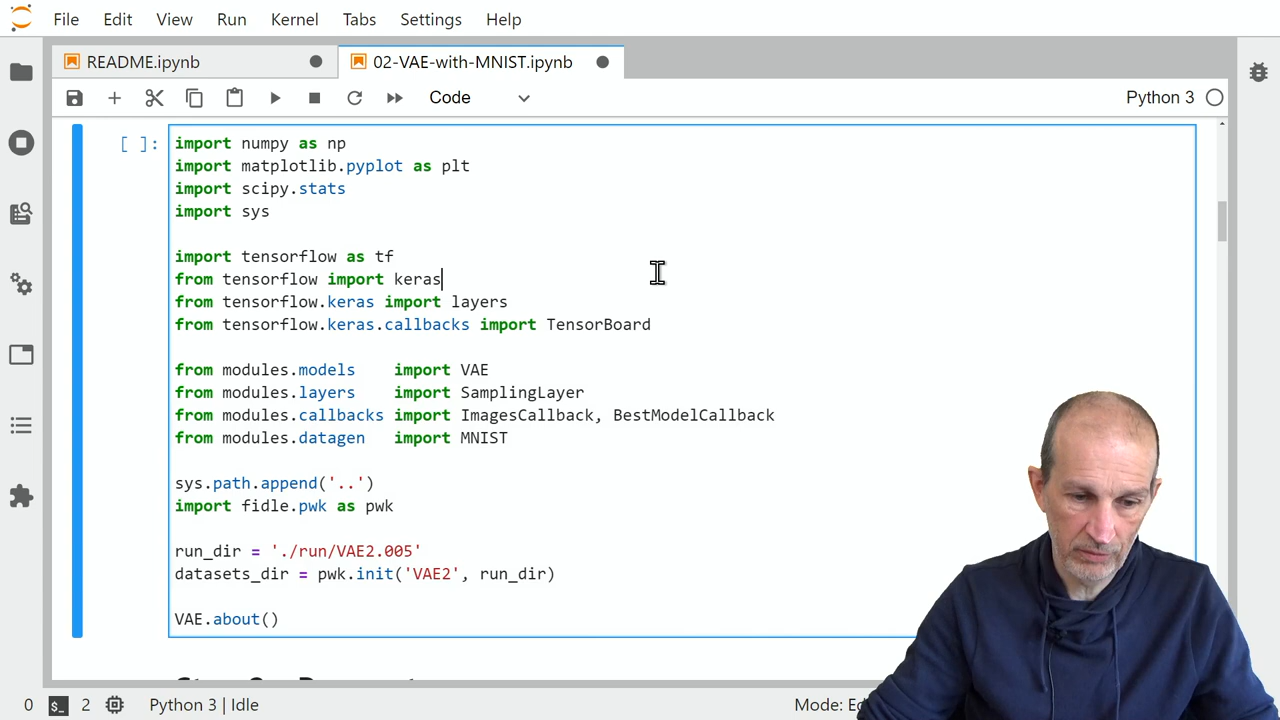 File Edit View Run Kernel Tabs Settings Help
README.ipynb 02-VAE-with-MNIST.ipynb
Code Python 3
[ ]: import numpy as np
import matplotlib.pyplot as plt
import scipy.stats
import sys
import tensorflow as tf
from tensorflow import keras
from tensorflow.keras import layers
from tensorflow.keras.callbacks import TensorBoard
from modules.models import VAE
from modules.layers import SamplingLayer
from modules.callbacks import ImagesCallback, BestModelCallback
from modules.datagen import MNIST
sys.path.append('..')
import fidle.pwk as pwk
run_dir = './run/VAE2.005'
datasets_dir = pwk.init('VAE2', run_dir)
VAE.about()
0 $_ 2 Python 3 | Idle Mode: